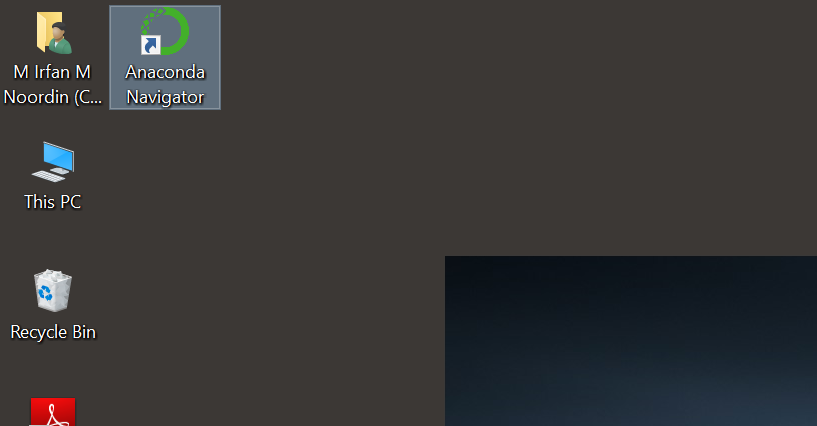 M Irfan M
Noordin (C...
Anaconda
Navigator
This PC
Recycle Bin